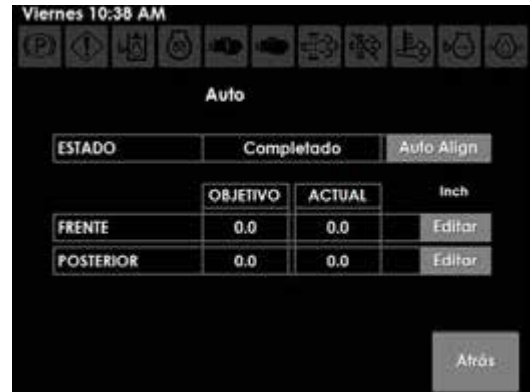 Viernes 10:38 AM
Auto
ESTADO Completado Auto Align
OBJETIVO ACTUAL Inch
FRENTE 0.0 0.0 Editar
POSTERIOR 0.0 0.0 Editar
Atrás